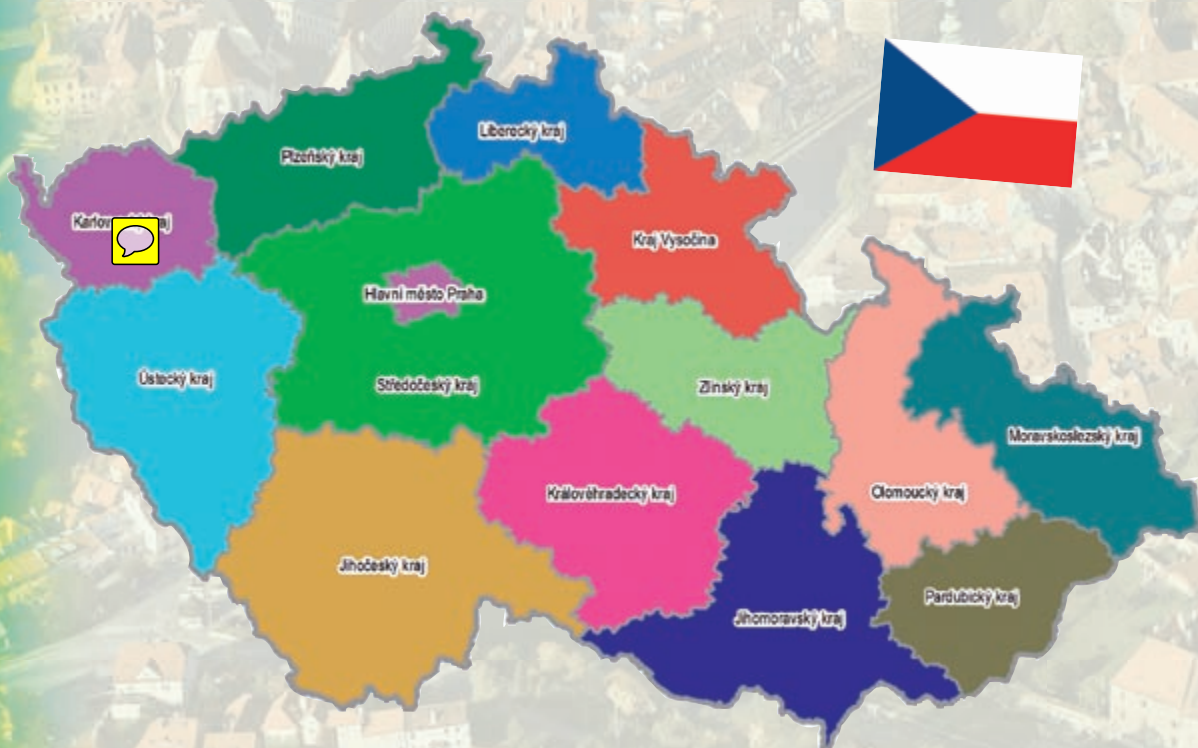 Liberecký kraj
Plzeňský kraj
Kraj Vysočina
Hlavní město Praha
Ústecký kraj
Středočeský kraj
Zlínský kraj
Moravskoslezský kraj
Královéhradecký kraj
Olomoucký kraj
Jihočeský kraj
Pardubický kraj
Jihomoravský kraj